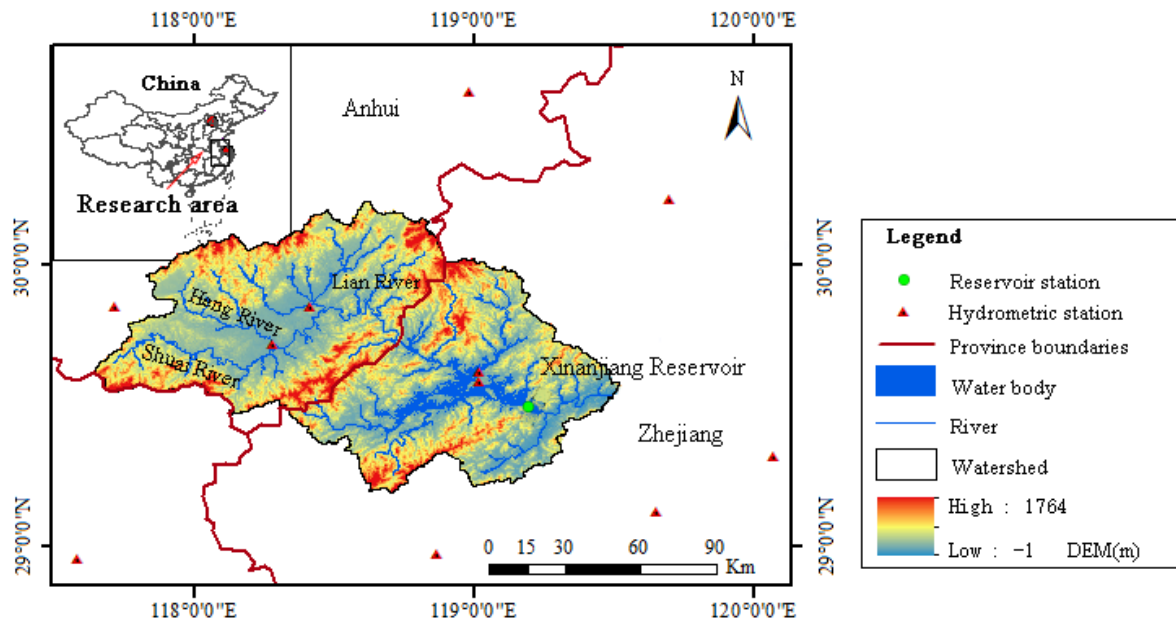 118°0'0"E
119°0'0"E
120°0'0"E
China
Research area
Anhui
N
30°0'0"N
30°0'0"N
Lian River
Heng River
Shuai River
Xinanjiang Reservoir
Zhejiang
29°0'0"N
29°0'0"N
0 15 30 60 90
Km
118°0'0"E
119°0'0"E
120°0'0"E
Legend
Reservoir station
Hydrometric station
Province boundaries
Water body
River
Watershed
High : 1764
Low : -1 DEM(m)